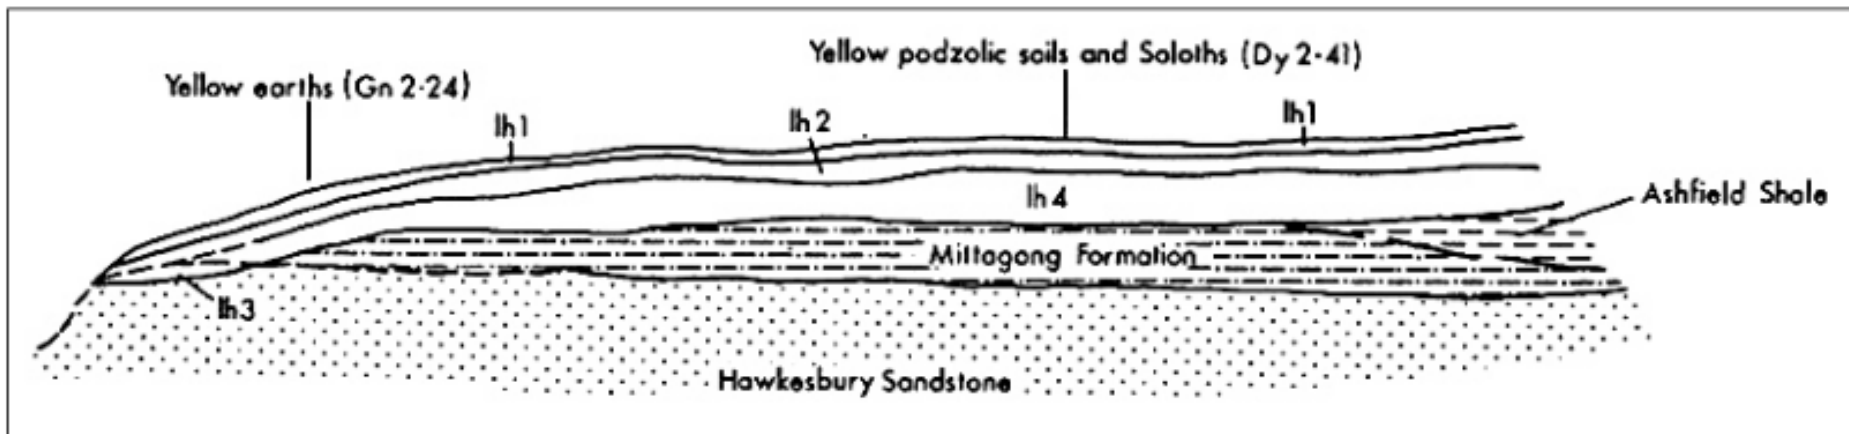 Yellow podzolic soils and Soloths (Dy 2·41)
Yellow earths (Gn 2·24)
lh1
lh2
lh1
lh4
Ashfield Shale
Mittagong Formation
lh3
Hawkesbury Sandstone